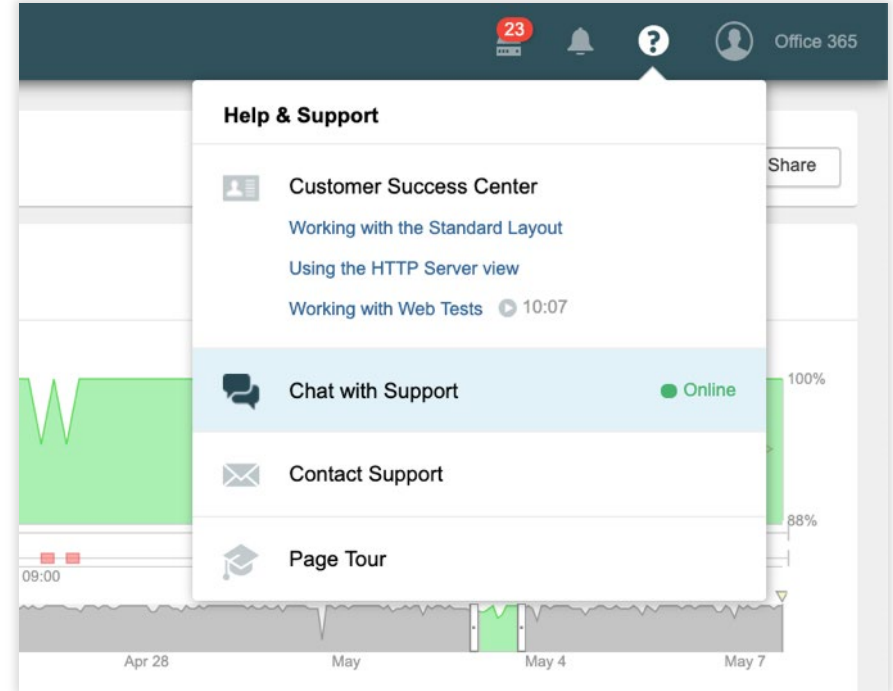 23
?
Office 365
Help & Support
Share
Customer Success Center
Working with the Standard Layout
Using the HTTP Server view
Working with Web Tests 10:07
Chat with Support Online
100%
Contact Support
88%
Page Tour
09:00
Apr 28 May May 4 May 7